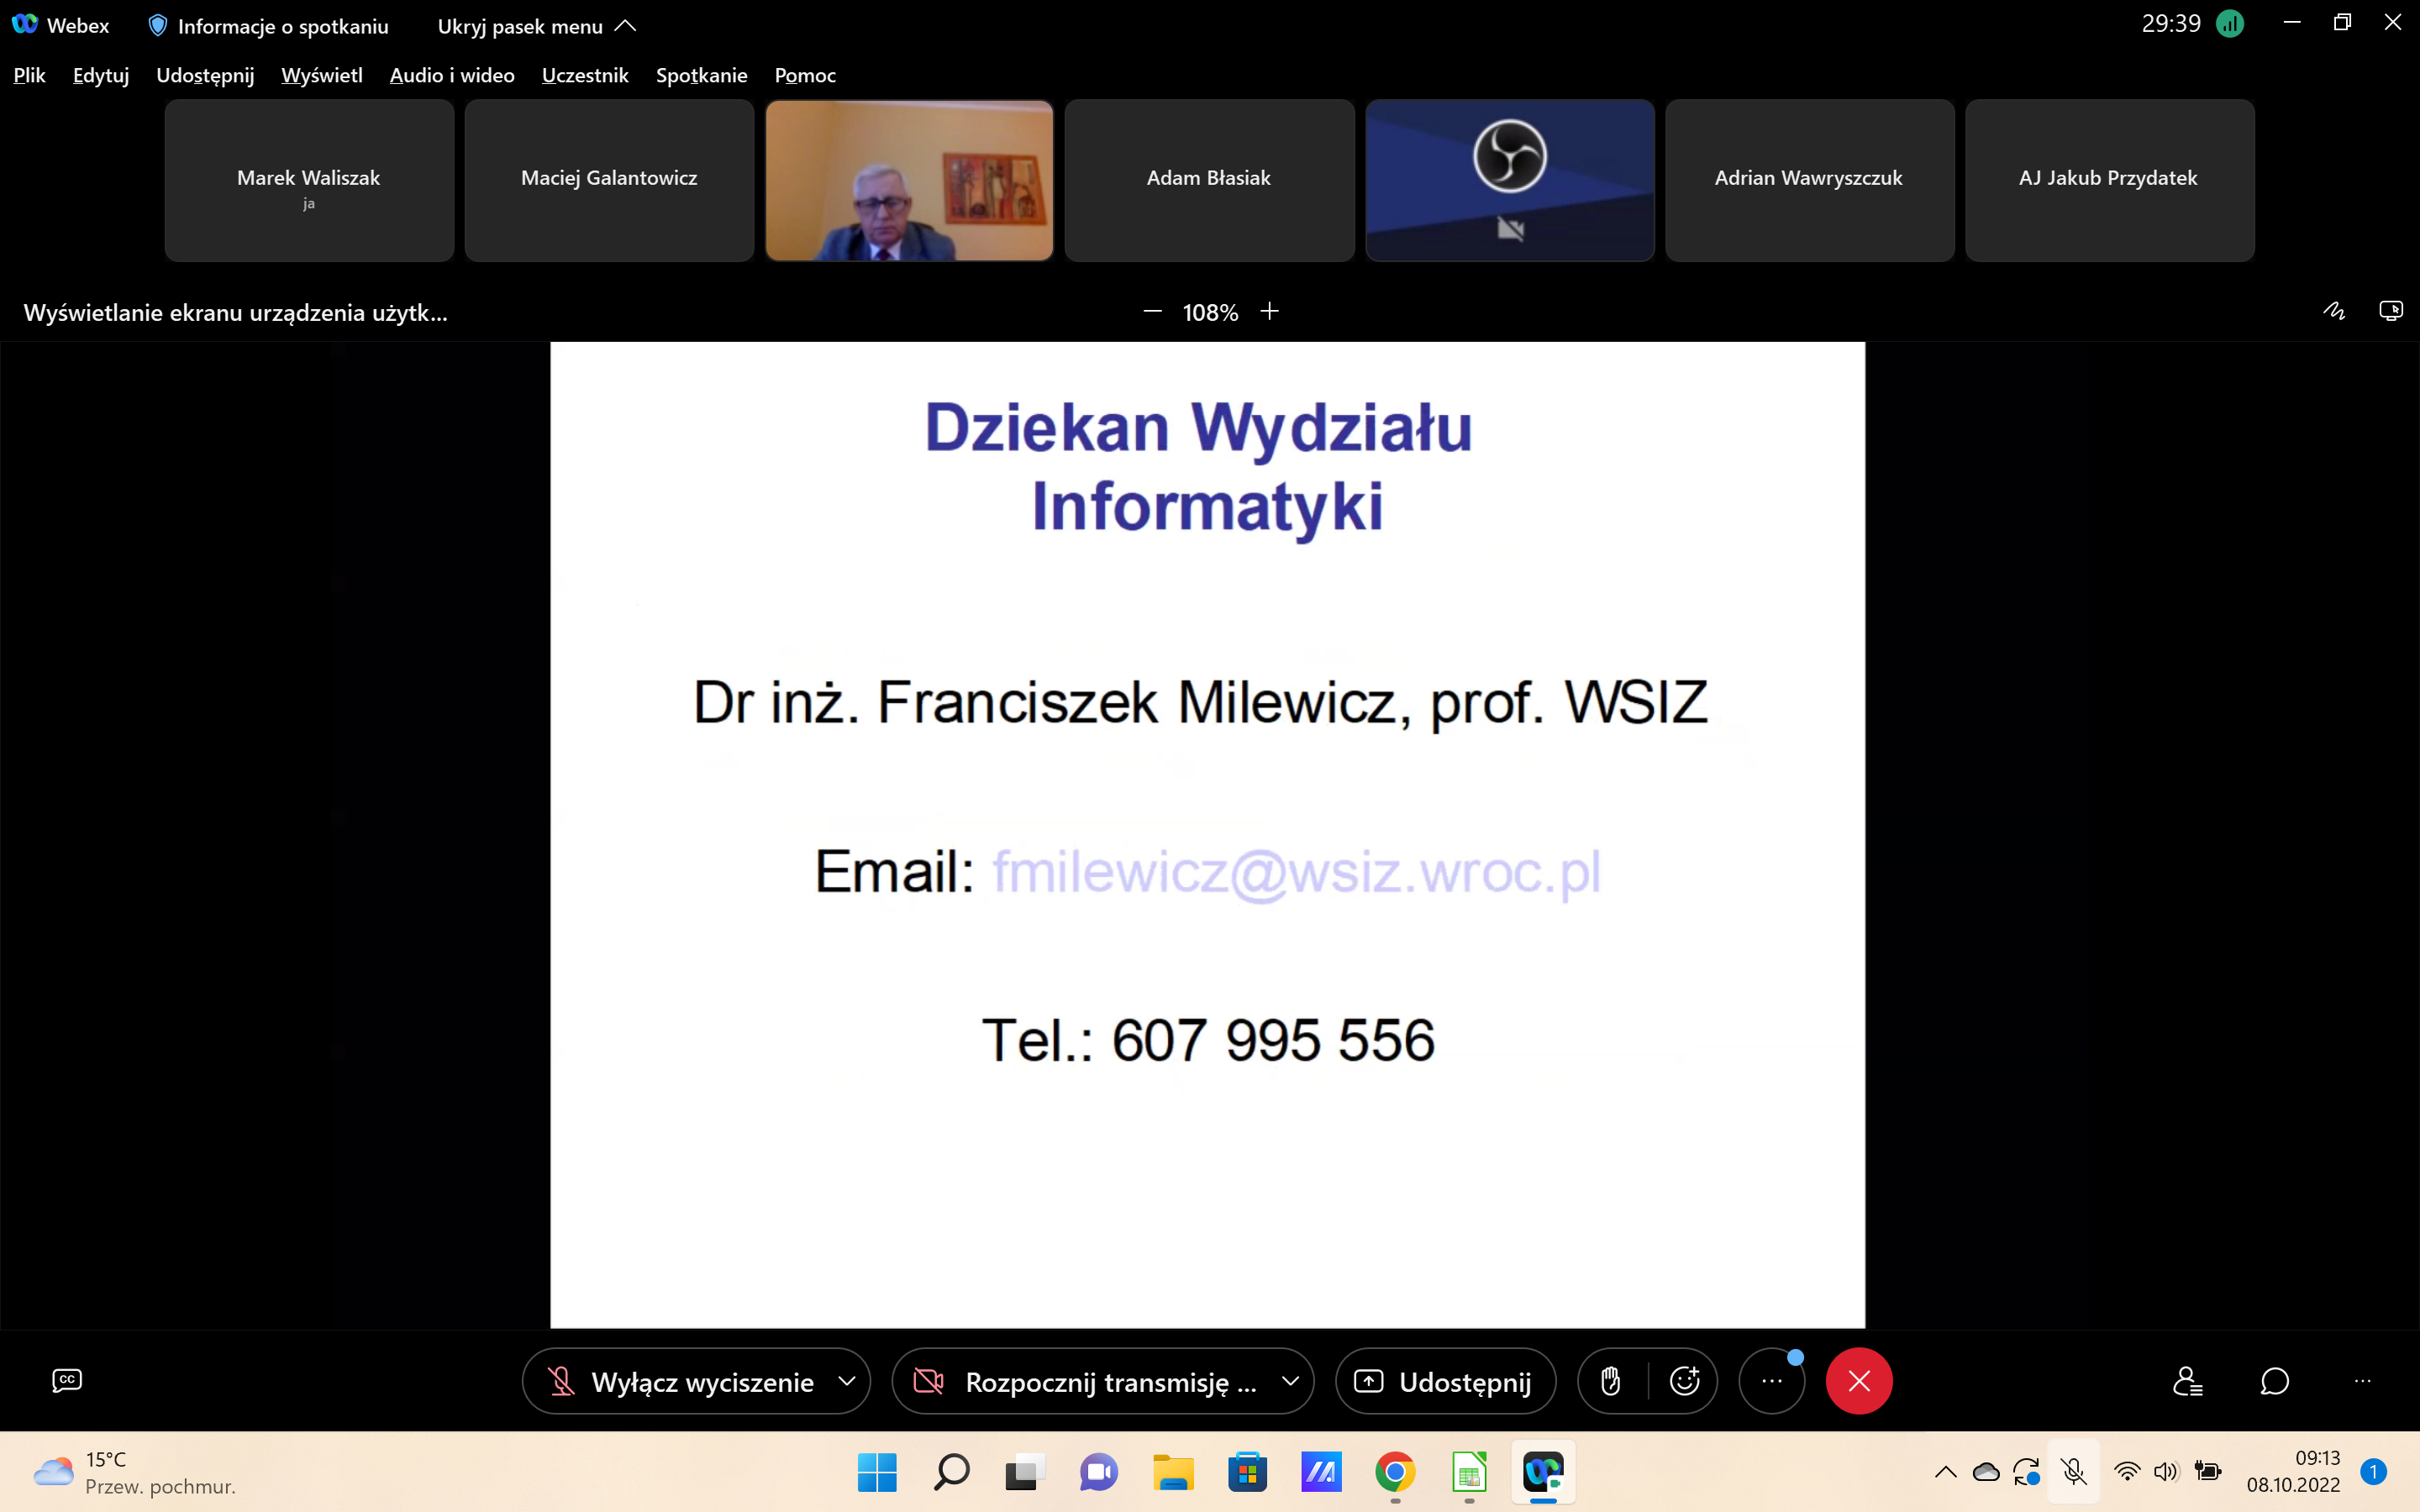 Webex
Informacje o spotkaniu
Ukryj pasek menu
29:39
Plik Edytuj Udostępnij Wyświetl Audio i wideo Uczestnik Spotkanie Pomoc
Marek Waliszak
ja
Maciej Galantowicz
Adam Błasiak
Adrian Wawryszczuk
AJ Jakub Przydatek
Wyświetlanie ekranu urządzenia użytk...
108%
Dziekan Wydziału
Informatyki
Dr inż. Franciszek Milewicz, prof. WSIZ
Email: fmilewicz@wsiz.wroc.pl
Tel.: 607 995 556
CC
Wyłącz wyciszenie
Rozpocznij transmisję ...
Udostępnij
15°C
Przew. pochmur.
09:13
08.10.2022
1